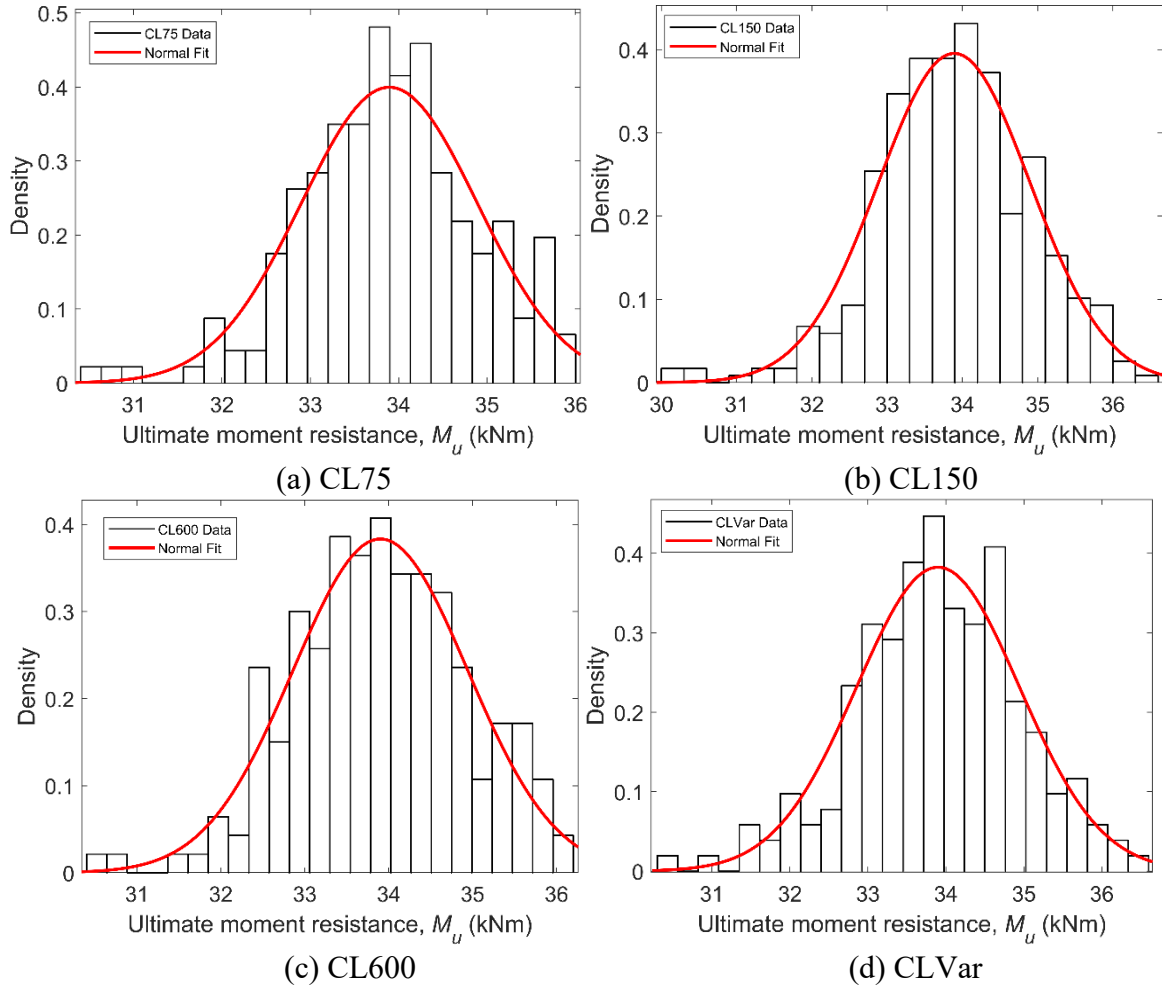 CL75 Data
Normal Fit
0.5
0.4
0.3
0.2
0.1
0
Density
31 32 33 34 35 36
Ultimate moment resistance, M_u (kNm)
(a) CL75
CL150 Data
Normal Fit
0.4
0.3
0.2
0.1
0
Density
30 31 32 33 34 35 36
Ultimate moment resistance, M_u (kNm)
(b) CL150
CL600 Data
Normal Fit
0.4
0.3
0.2
0.1
0
Density
31 32 33 34 35 36
Ultimate moment resistance, M_u (kNm)
(c) CL600
CLVar Data
Normal Fit
0.4
0.3
0.2
0.1
0
Density
31 32 33 34 35 36
Ultimate moment resistance, M_u (kNm)
(d) CLVar